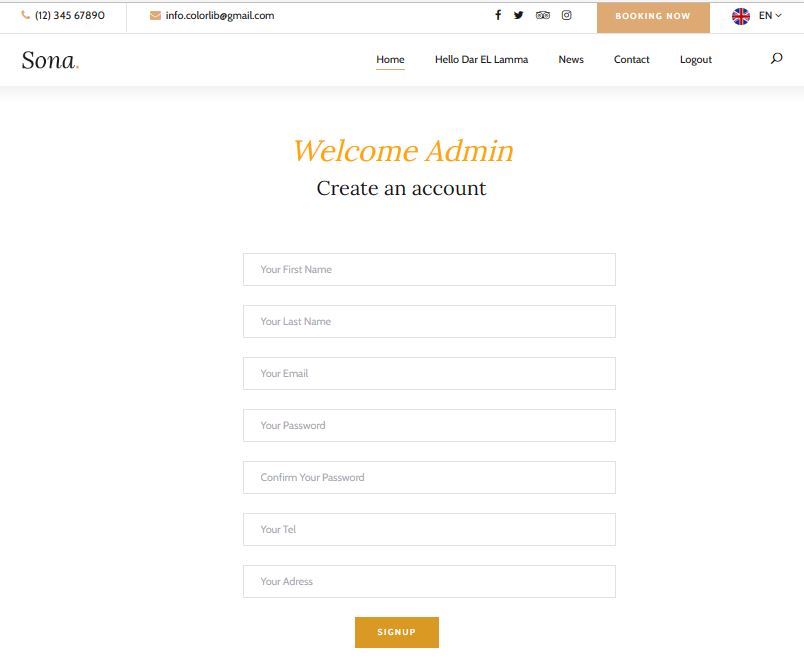 (12) 345 67890 info.colorlib@gmail.com BOOKING NOW EN
Sona. Home Hello Dar EL Lamma News Contact Logout
Welcome Admin
Create an account
Your First Name
Your Last Name
Your Email
Your Password
Confirm Your Password
Your Tel
Your Adress
SIGNUP